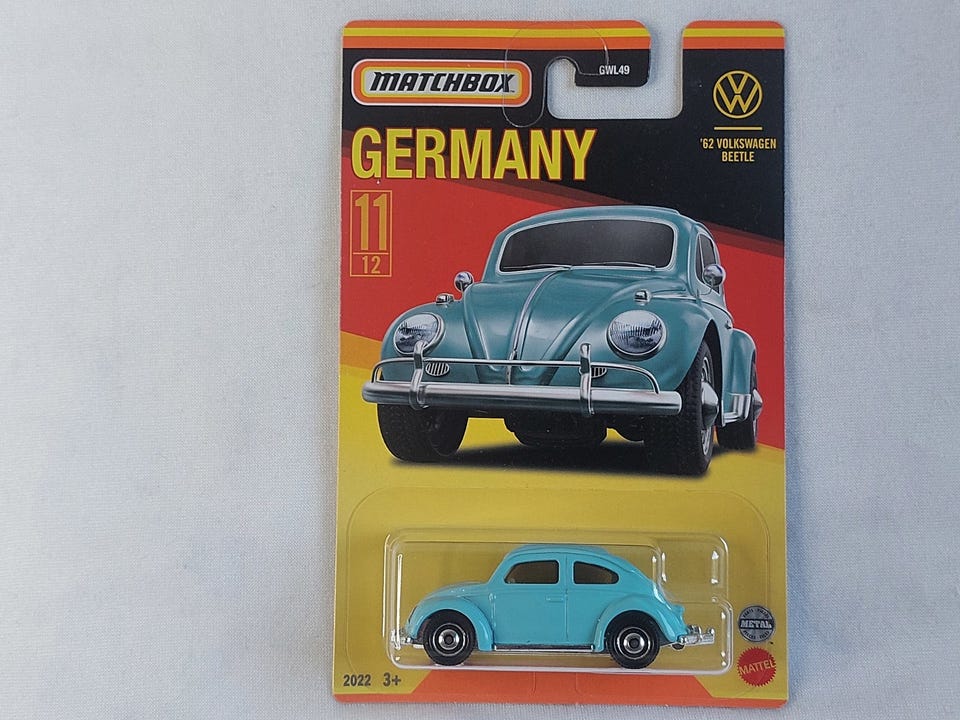 MATCHBOX
GWL49
GERMANY
'62 VOLKSWAGEN
BEETLE
11
12
METAL
MATTEL
2022 3+